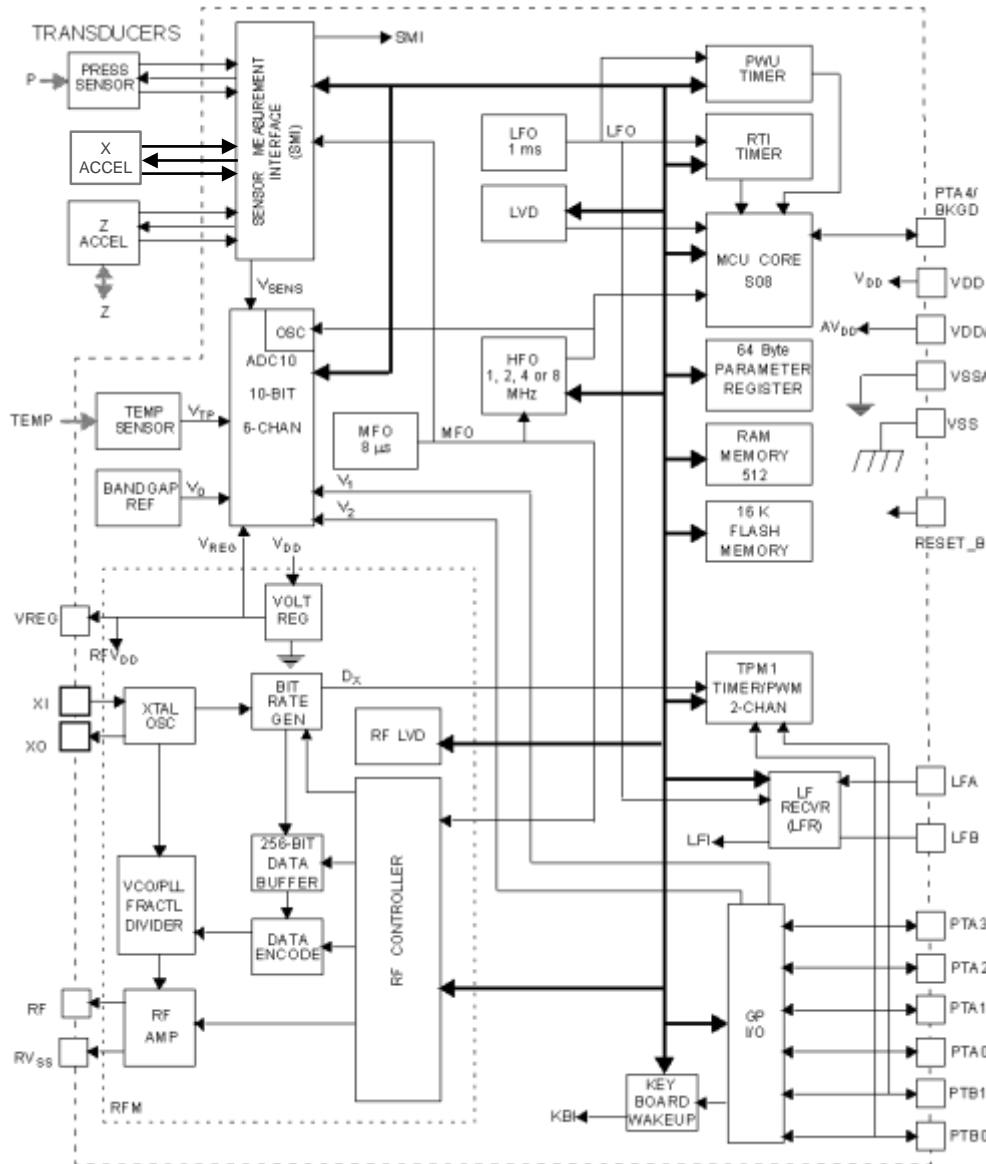 TRANSDUCERS
P
PRESS
SENSOR
X
ACCEL
Z
ACCEL
Z
SENSOR MEASUREMENT
INTERFACE
(SMI)
SMI
VSENS
OSC
ADC10
10-BIT
6-CHAN
TEMP
TEMP
SENSOR
VTP
BANDGAP
REF
V0
V1
V2
VREG
VDD
LFO
1 ms
LFO
LVD
HFO
1, 2, 4 or 8
MHz
MFO
8 µs
MFO
PWU
TIMER
RTI
TIMER
MCU CORE
S08
64 Byte
PARAMETER
REGISTER
RAM
MEMORY
512
16 K
FLASH
MEMORY
PTA4/
BKGD
VDD
VDD
AVDD
VDDA
VSSA
VSS
RESET_B
VREG
RFVDD
VOLT
REG
XI
XO
XTAL
OSC
BIT
RATE
GEN
DX
RF LVD
TPM1
TIMER/PWM
2-CHAN
256-BIT
DATA
BUFFER
VCO/PLL
FRACTL
DIVIDER
DATA
ENCODE
RF CONTROLLER
RF
AMP
RF
RVSS
RFM
LF
RECVR
(LFR)
LFI
LFA
LFB
GP
I/O
PTA3
PTA2
PTA1
PTA0
PTB1
PTB0
KEY
BOARD
WAKEUP
KBI